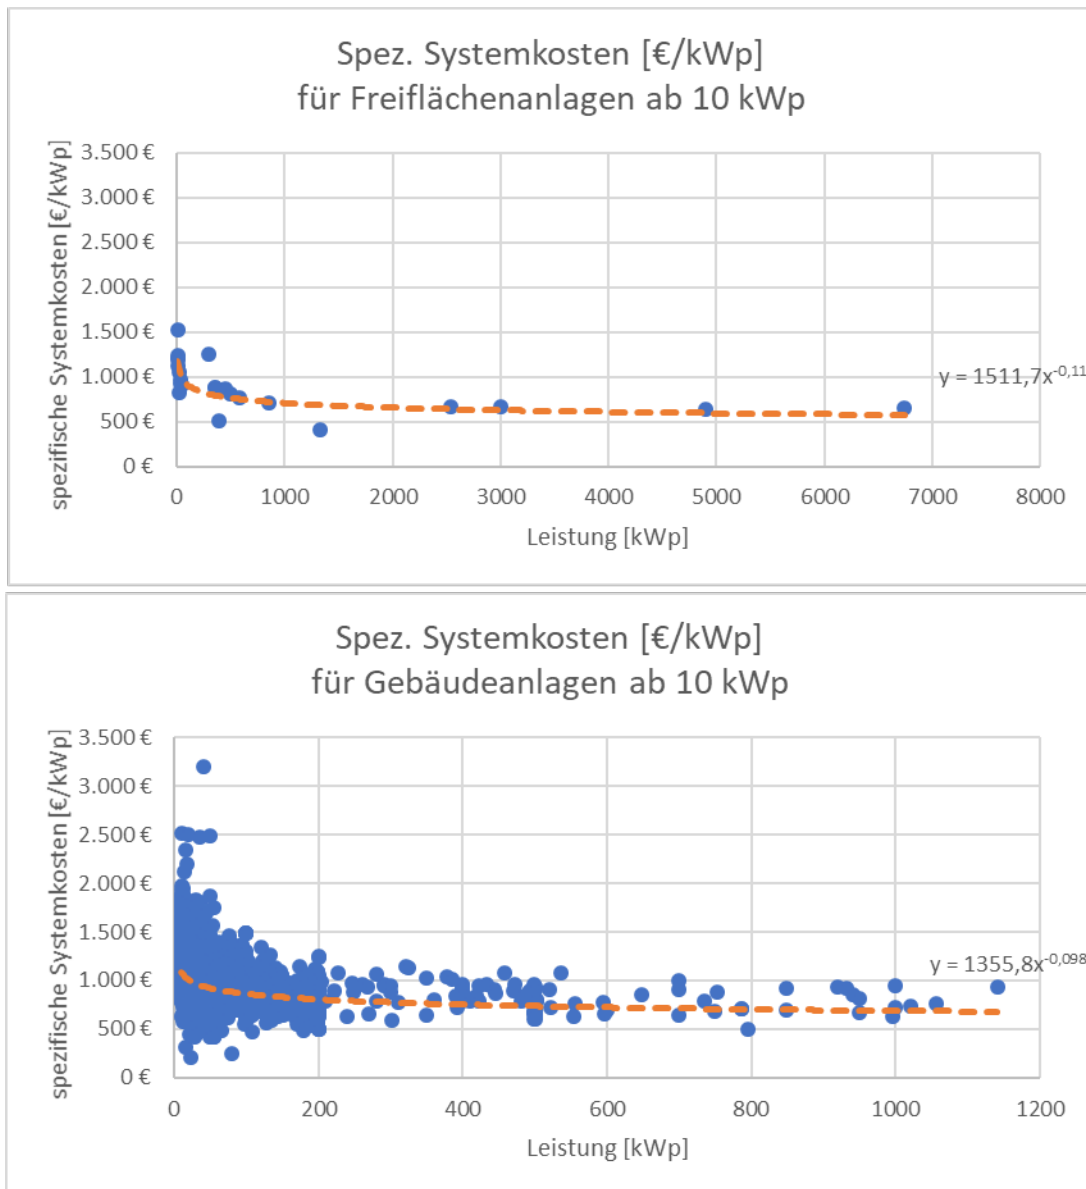 Spez. Systemkosten [€/kWp]
für Freiflächenanlagen ab 10 kWp
spezifische Systemkosten [€/kWp]
3.500 €
3.000 €
2.500 €
2.000 €
1.500 €
1.000 €
500 €
0 €
y = 1511,7x^-0,11
0 1000 2000 3000 4000 5000 6000 7000 8000
Leistung [kWp]
Spez. Systemkosten [€/kWp]
für Gebäudeanlagen ab 10 kWp
spezifische Systemkosten [€/kWp]
3.500 €
3.000 €
2.500 €
2.000 €
1.500 €
1.000 €
500 €
0 €
y = 1355,8x^-0,098
0 200 400 600 800 1000 1200
Leistung [kWp]